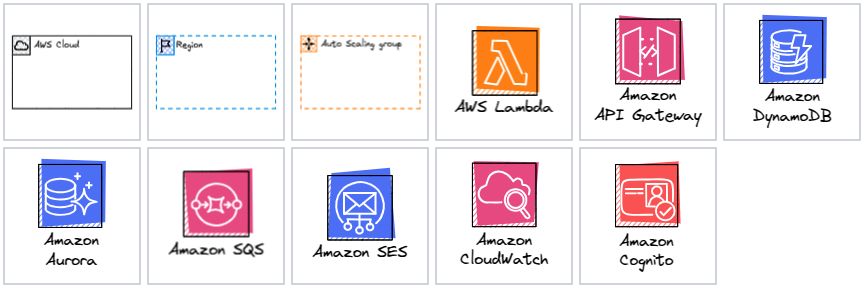 AWS Cloud
Region
Auto Scaling group
AWS Lambda
Amazon
API Gateway
Amazon
DynamoDB
Amazon
Aurora
Amazon SQS
Amazon SES
Amazon
CloudWatch
Amazon
Cognito